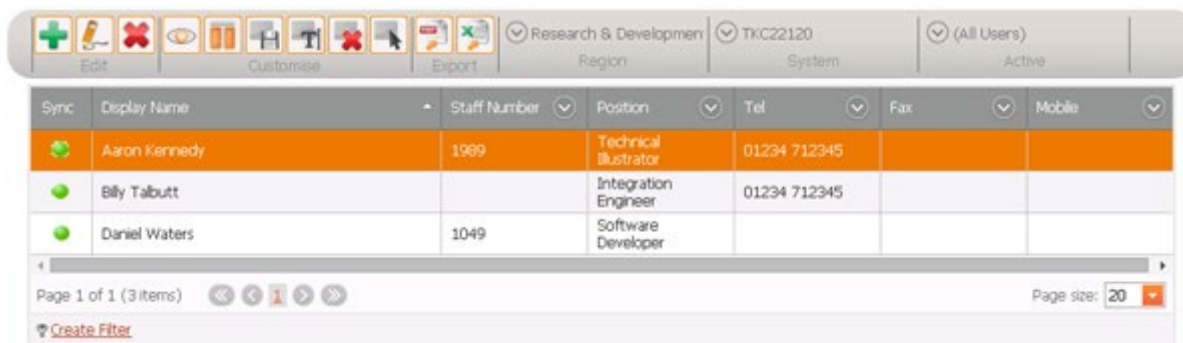 Research & Developmen TKC22120 (All Users)
Edit Customise Export Region System Active
Sync Display Name Staff Number Position Tel Fax Mobile
Aaron Kennedy 1989 Technical Illustrator 01234 712345
Billy Talbutt Integration Engineer 01234 712345
Daniel Waters 1049 Software Developer
Page 1 of 1 (3 items) 1 Page size: 20
Create Filter